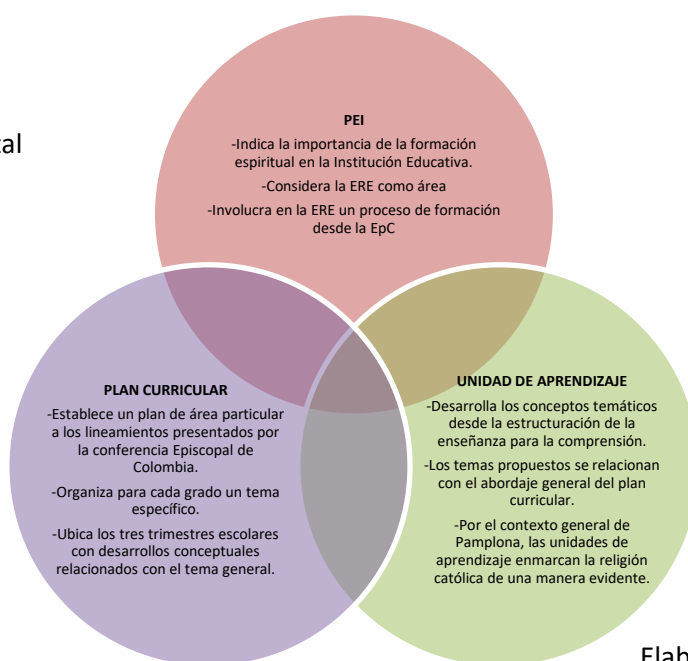 al
PEI
-Indica la importancia de la formación
espiritual en la Institución Educativa.
-Considera la ERE como área
-Involucra en la ERE un proceso de formación
desde la EpC
PLAN CURRICULAR
-Establece un plan de área particular
a los lineamientos presentados por
la conferencia Episcopal de
Colombia.
-Organiza para cada grado un tema
específico.
-Ubica los tres trimestres escolares
con desarrollos conceptuales
relacionados con el tema general.
UNIDAD DE APRENDIZAJE
-Desarrolla los conceptos temáticos
desde la estructuración de la
enseñanza para la comprensión.
-Los temas propuestos se relacionan
con el abordaje general del plan
curricular.
-Por el contexto general de
Pamplona, las unidades de
aprendizaje enmarcan la religión
católica de una manera evidente.
Elab